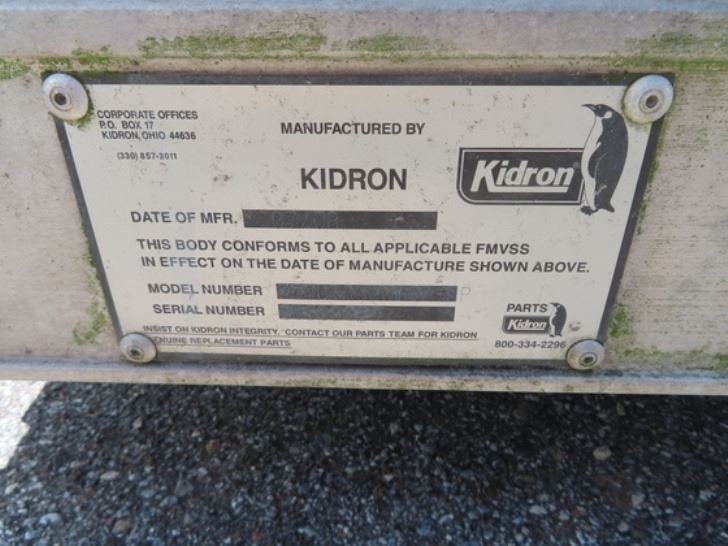 CORPORATE OFFICES
P.O. BOX 17
KIDRON, OHIO 44636
(330) 857-3011
MANUFACTURED BY
Kidron
KIDRON
DATE OF MFR.
THIS BODY CONFORMS TO ALL APPLICABLE FMVSS
IN EFFECT ON THE DATE OF MANUFACTURE SHOWN ABOVE.
MODEL NUMBER
SERIAL NUMBER
PARTS
Kidron
800-334-2296
INSIST ON KIDRON INTEGRITY. CONTACT OUR PARTS TEAM FOR KIDRON
ENUINE REPLACEMENT PARTS